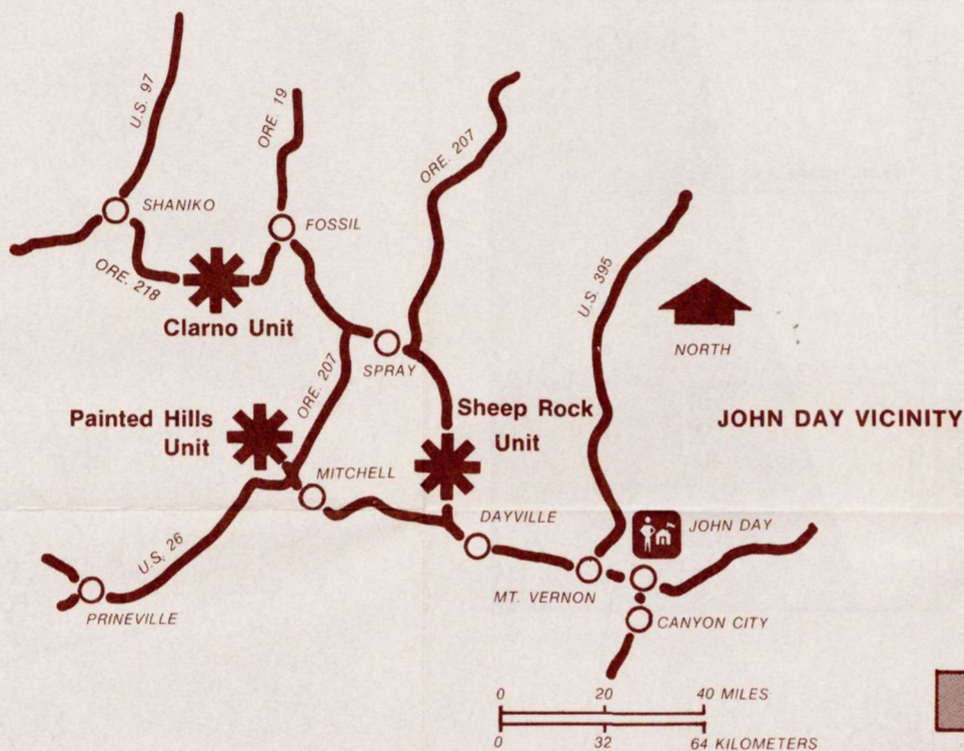 U.S. 97
ORE. 19
ORE. 207
SHANIKO
FOSSIL
ORE. 218
Clarno Unit
U.S. 395
NORTH
SPRAY
ORE. 207
Painted Hills
Unit
Sheep Rock
Unit
JOHN DAY VICINITY
MITCHELL
DAYVILLE
JOHN DAY
U.S. 26
MT. VERNON
PRINEVILLE
CANYON CITY
0 20 40 MILES
0 32 64 KILOMETERS